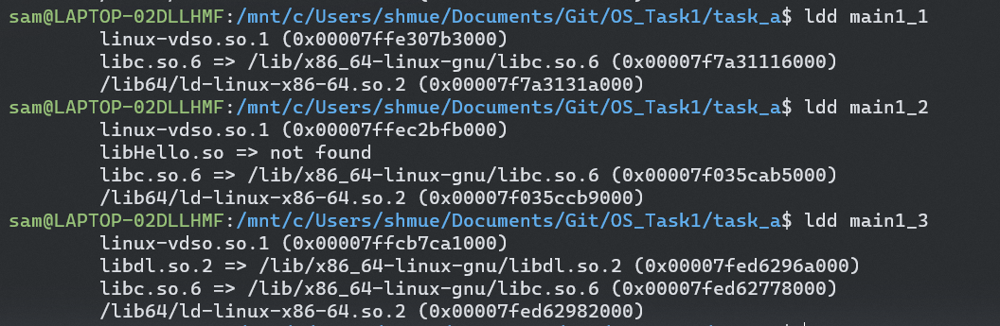 sam@LAPTOP-02DLLHMF:/mnt/c/Users/shmue/Documents/Git/OS_Task1/task_a$ ldd main1_1
linux-vdso.so.1 (0x00007ffe307b3000)
libc.so.6 => /lib/x86_64-linux-gnu/libc.so.6 (0x00007f7a31116000)
/lib64/ld-linux-x86-64.so.2 (0x00007f7a3131a000)
sam@LAPTOP-02DLLHMF:/mnt/c/Users/shmue/Documents/Git/OS_Task1/task_a$ ldd main1_2
linux-vdso.so.1 (0x00007ffec2bfb000)
libHello.so => not found
libc.so.6 => /lib/x86_64-linux-gnu/libc.so.6 (0x00007f035cab5000)
/lib64/ld-linux-x86-64.so.2 (0x00007f035ccb9000)
sam@LAPTOP-02DLLHMF:/mnt/c/Users/shmue/Documents/Git/OS_Task1/task_a$ ldd main1_3
linux-vdso.so.1 (0x00007ffcb7ca1000)
libdl.so.2 => /lib/x86_64-linux-gnu/libdl.so.2 (0x00007fed6296a000)
libc.so.6 => /lib/x86_64-linux-gnu/libc.so.6 (0x00007fed62778000)
/lib64/ld-linux-x86-64.so.2 (0x00007fed62982000)